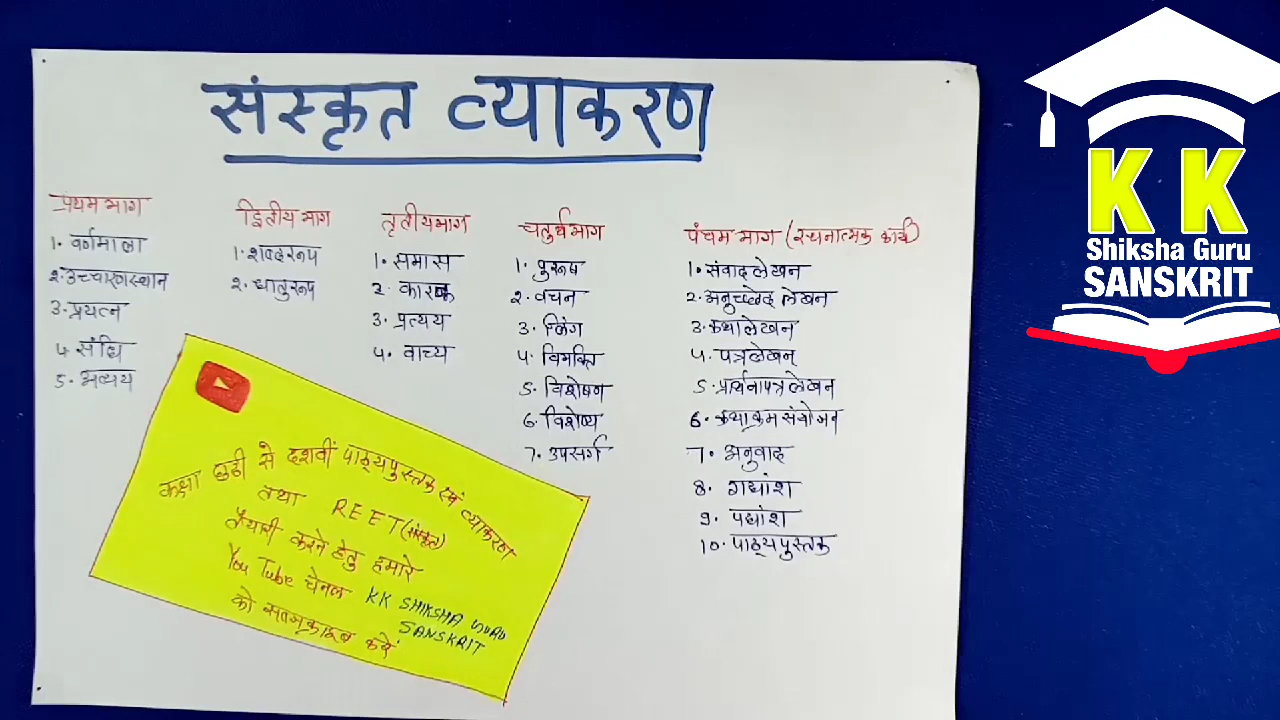 संस्कृत व्याकरण
प्रथम भाग
1. वर्णमाला
2. उच्चारणस्थान
3. प्रयत्न
4. संधि
5. अव्यय
द्वितीय भाग
1. शब्दरूप
2. धातुरूप
तृतीय भाग
1. समास
2. कारक
3. प्रत्यय
4. वाच्य
चतुर्थ भाग
1. पुरूष
2. वचन
3. लिंग
4. विभक्ति
5. विशेषण
6. विशेष्य
7. उपसर्ग
पंचम भाग (रचनात्मक कार्य)
1. संवाद लेखन
2. अनुच्छेद लेखन
3. कथा लेखन
4. पत्रलेखन्
5. प्रार्थनापत्र लेखन
6. कथाक्रम संयोजन
7. अनुवाद
8. गद्यांश
9. पद्यांश
10. पाठ्यपुस्तक
कक्षा छठी से दशवीं पाठ्यपुस्तक एवं व्याकरण
तथा REET (संस्कृत)
तैयारी करने हेतु हमारे
You Tube चेनल KK SHIKSHA GURU
SANSKRIT
को सब्सक्राइब करें
K K
Shiksha Guru
SANSKRIT